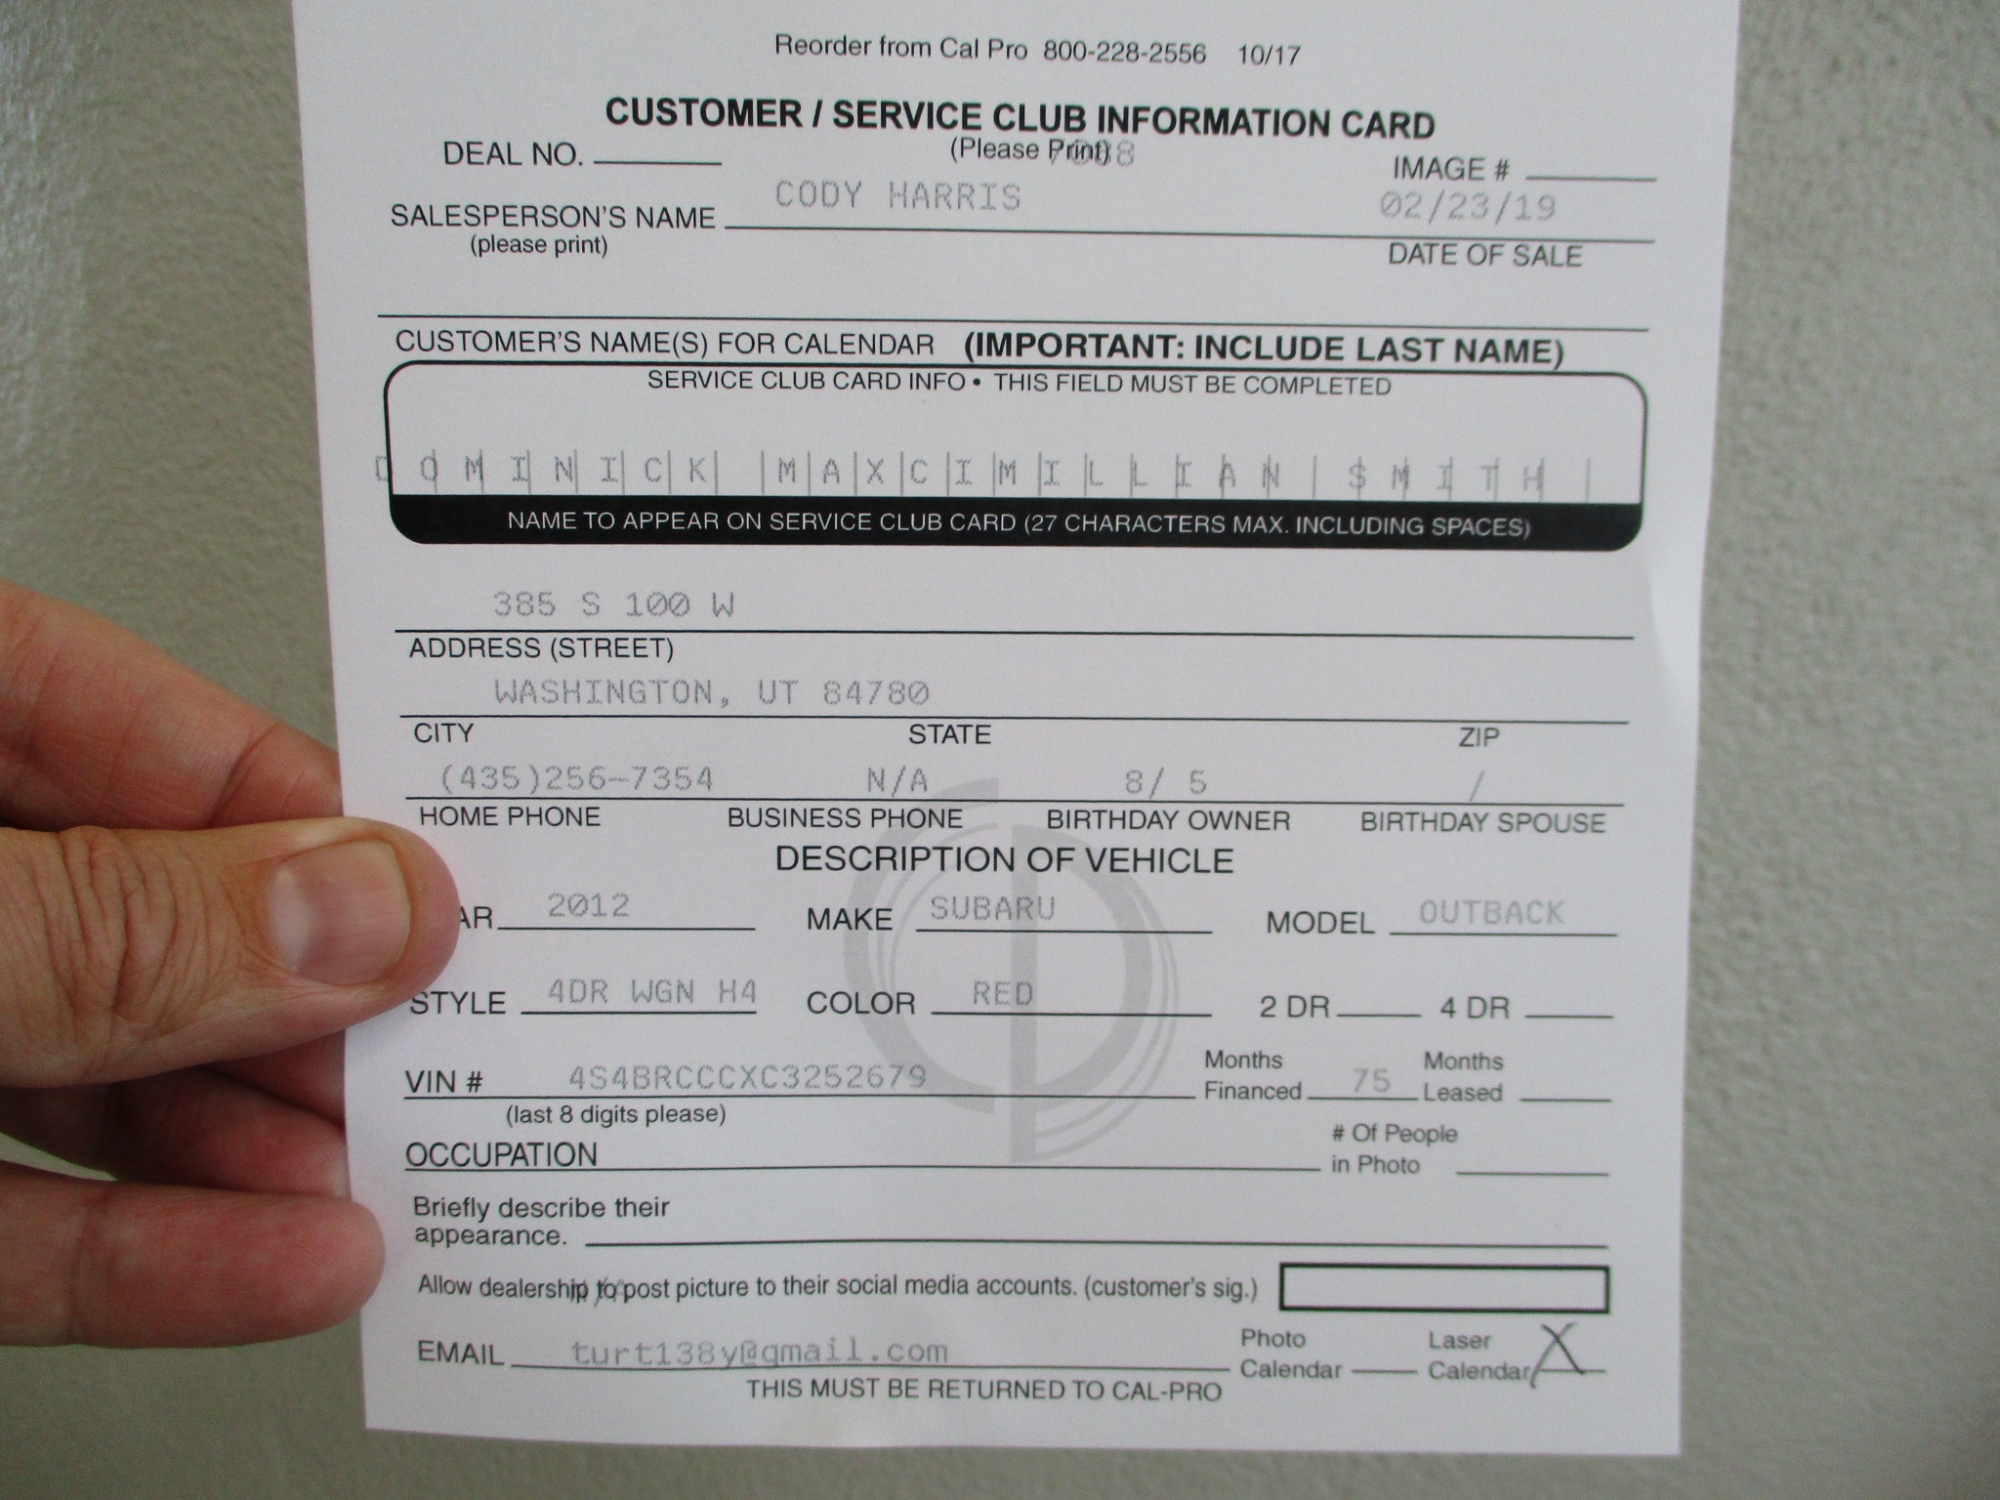 Reorder from Cal Pro 800-228-2556 10/17
CUSTOMER / SERVICE CLUB INFORMATION CARD
(Please Print)
DEAL NO. IMAGE #
CODY HARRIS 02/23/19
SALESPERSON'S NAME
(please print) DATE OF SALE
CUSTOMER'S NAME(S) FOR CALENDAR (IMPORTANT: INCLUDE LAST NAME)
SERVICE CLUB CARD INFO • THIS FIELD MUST BE COMPLETED
DOMINICK MAXCIMILLIAN SMITH
NAME TO APPEAR ON SERVICE CLUB CARD (27 CHARACTERS MAX. INCLUDING SPACES)
385 S 100 W
ADDRESS (STREET)
WASHINGTON, UT 84780
CITY STATE ZIP
(435)256-7354 N/A 8/ 5 /
HOME PHONE BUSINESS PHONE BIRTHDAY OWNER BIRTHDAY SPOUSE
DESCRIPTION OF VEHICLE
AR 2012 MAKE SUBARU MODEL OUTBACK
STYLE 4DR WGN H4 COLOR RED 2 DR 4 DR
VIN # 4S4BRCCCXC3252679 Months Financed 75 Months Leased
(last 8 digits please)
OCCUPATION # Of People in Photo
Briefly describe their
appearance.
Allow dealership to post picture to their social media accounts. (customer's sig.)
EMAIL turt138y@gmail.com Photo Calendar Laser Calendar X
THIS MUST BE RETURNED TO CAL-PRO